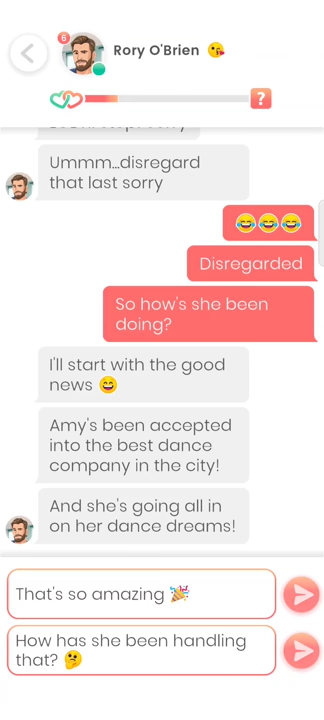 6
Rory O'Brien 😘
?
Ummm...disregard
that last sorry
😂😂😂
Disregarded
So how's she been
doing?
I'll start with the good
news 😄
Amy's been accepted
into the best dance
company in the city!
And she's going all in
on her dance dreams!
That's so amazing 🎉
How has she been handling
that? 🤔